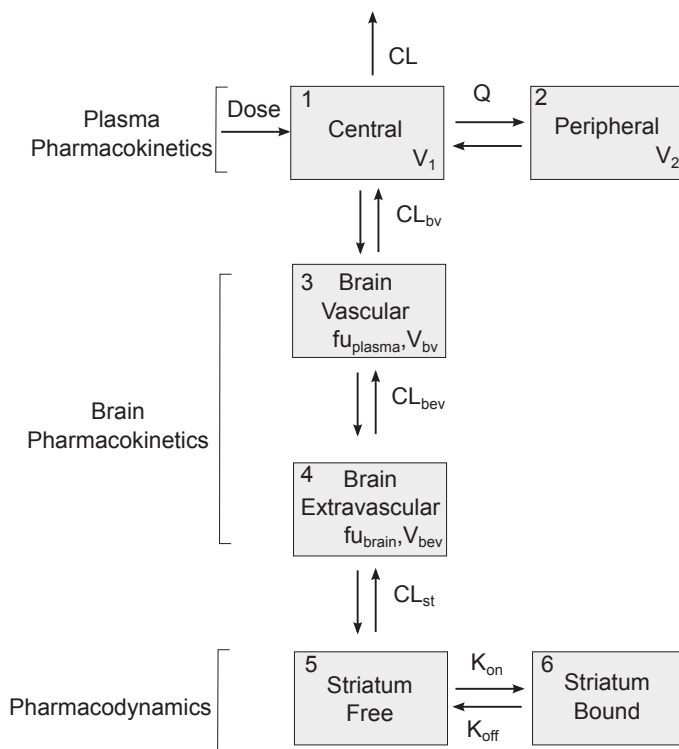 CL
Plasma
Pharmacokinetics
Dose
1
Central
V1
Q
2
Peripheral
V2
CLbv
Brain
Pharmacokinetics
3
Brain
Vascular
fuplasma,Vbv
CLbev
4
Brain
Extravascular
fubrain,Vbev
CLst
Pharmacodynamics
5
Striatum
Free
Kon
Koff
6
Striatum
Bound